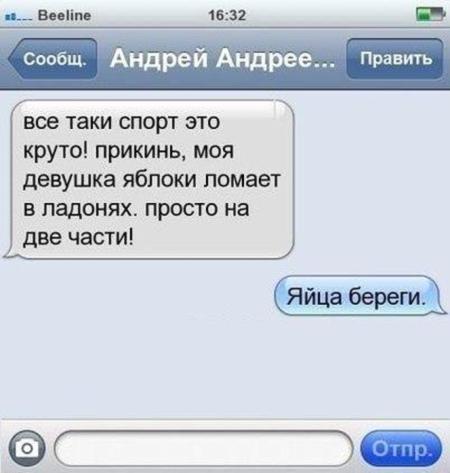 Beeline 16:32
Сообщ. Андрей Андрее... Править
все таки спорт это
круто! прикинь, моя
девушка яблоки ломает
в ладонях. просто на
две части!
Яйца береги.
Отпр.